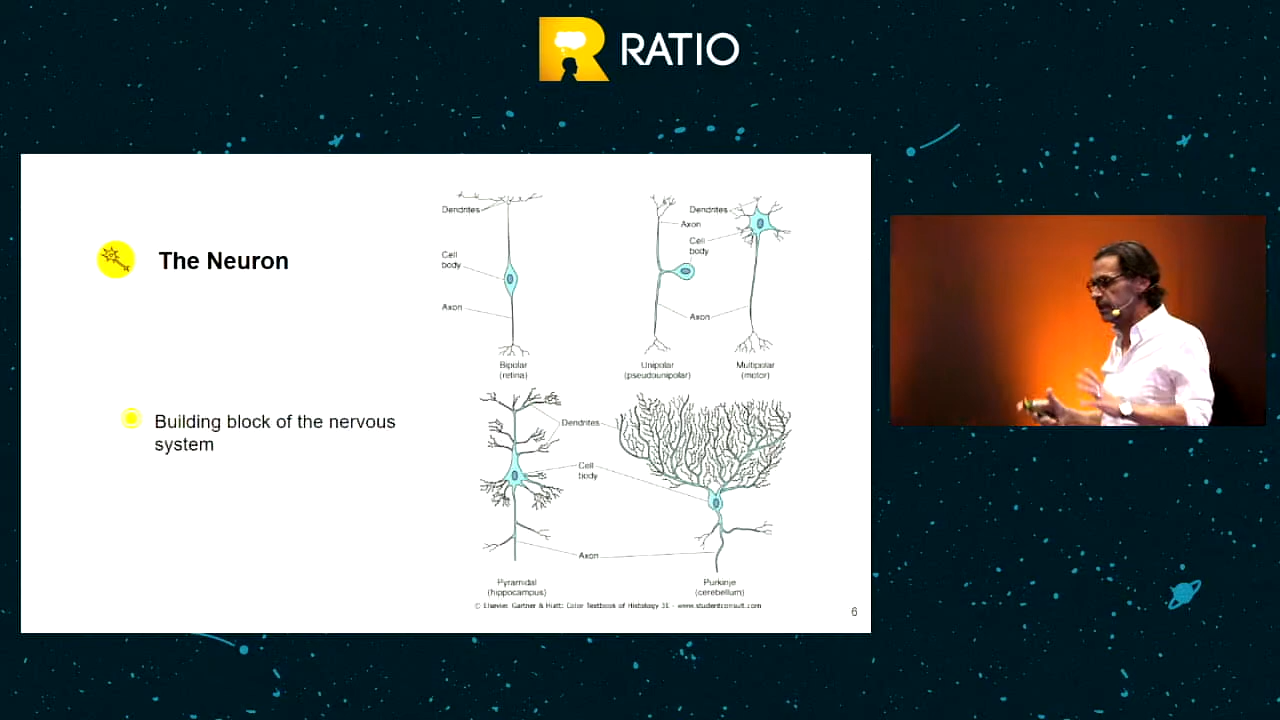 RATIO
The Neuron
Building block of the nervous
system
Dendrites
Cell
body
Axon
Bipolar
(retina)
Axon
Dendrites
Cell
body
Axon
Unipolar
(pseudounipolar)
Multipolar
(motor)
Dendrites
Cell
body
Axon
Pyramidal
(hippocampus)
Purkinje
(cerebellum)
© Elsevier. Gartner & Hiatt: Color Textbook of Histology 3E - www.studentconsult.com
6